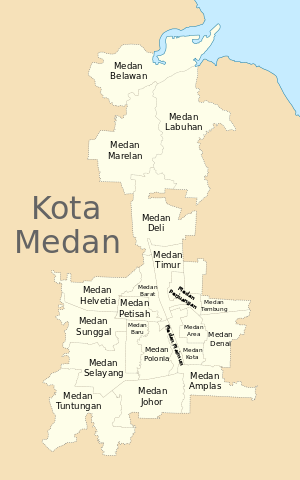 Medan
Belawan
Medan
Labuhan
Medan
Marelan
Kota
Medan
Medan
Deli
Medan
Timur
Medan
Helvetia
Medan
Barat
Medan
Perjuangan
Medan
Petisah
Medan
Tembung
Medan
Sunggal
Medan
Baru
Medan Maimun
Medan
Area
Medan
Denai
Medan
Polonia
Medan
Kota
Medan
Selayang
Medan
Amplas
Medan
Tuntungan
Medan
Johor